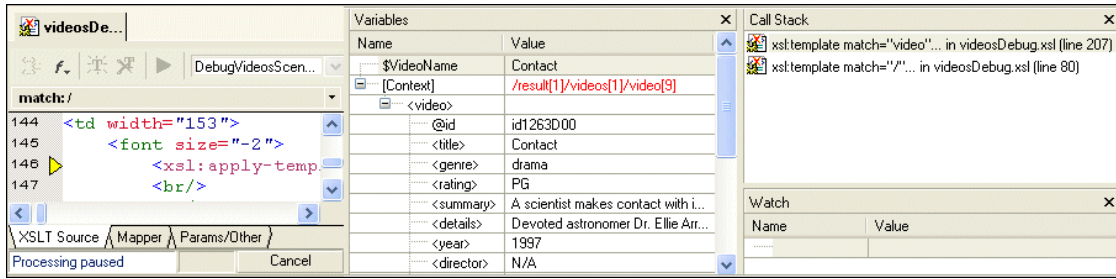 videosDe...
DebugVideosScen...
match: /
144 <td width="153">
145 <font size="-2">
146 <xsl:apply-temp
147 <br/>
XSLT Source Mapper Params/Other
Processing paused Cancel
Variables
Name Value
$VideoName Contact
[Context] /result[1]/videos[1]/video[9]
<video>
@id id1263D00
<title> Contact
<genre> drama
<rating> PG
<summary> A scientist makes contact with i...
<details> Devoted astronomer Dr. Ellie Arr...
<year> 1997
<director> N/A
Call Stack
xsl:template match="video"... in videosDebug.xsl (line 207)
xsl:template match="/"... in videosDebug.xsl (line 80)
Watch
Name Value